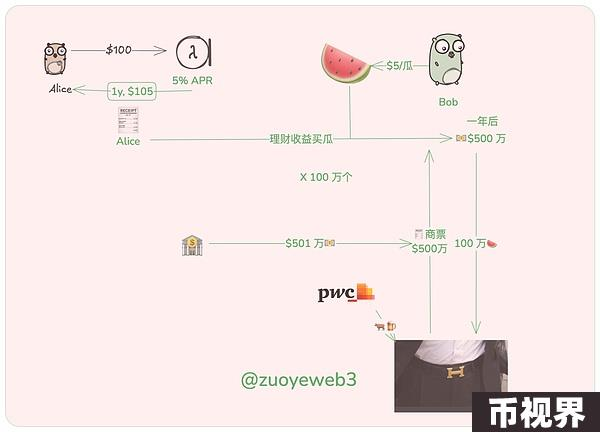 $100
λ
5% APR
Alice
1y, $105
RECEIPT
Alice
$5/瓜
Bob
一年后
理财收益买瓜
$500 万
X 100 万个
$
$501 万
商票
$500万
100 万
pwc
H
@zuoyeweb3
币视界